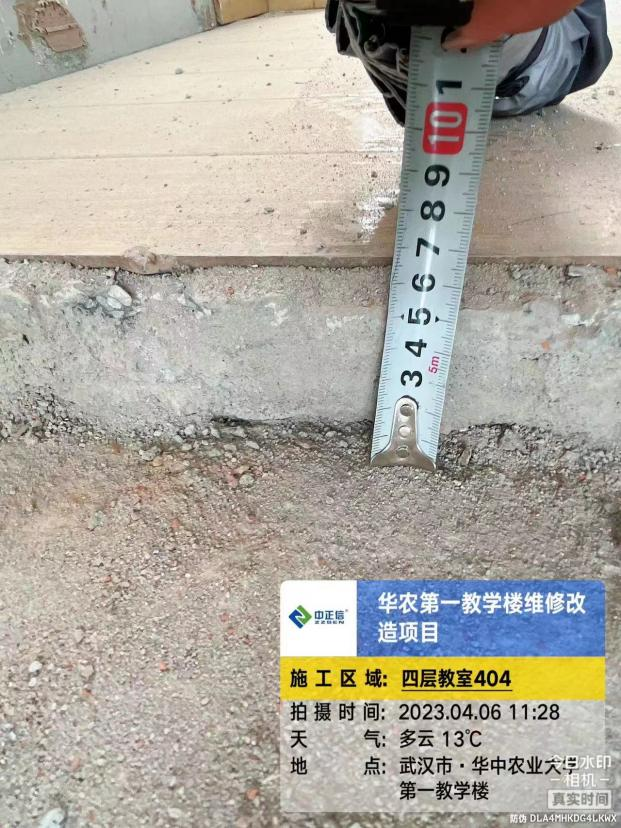 1
10
9
8
7
6
5
4
5m
3
中正信®
ZZSEN
华农第一教学楼维修改
造项目
施工区域: 四层教室404
拍摄时间: 2023.04.06 11:28
天气: 多云 13℃
地点: 武汉市·华中农业大学
第一教学楼
今日水印
-相机-
真实时间
防伪 DLA4MHKDG4LKWX